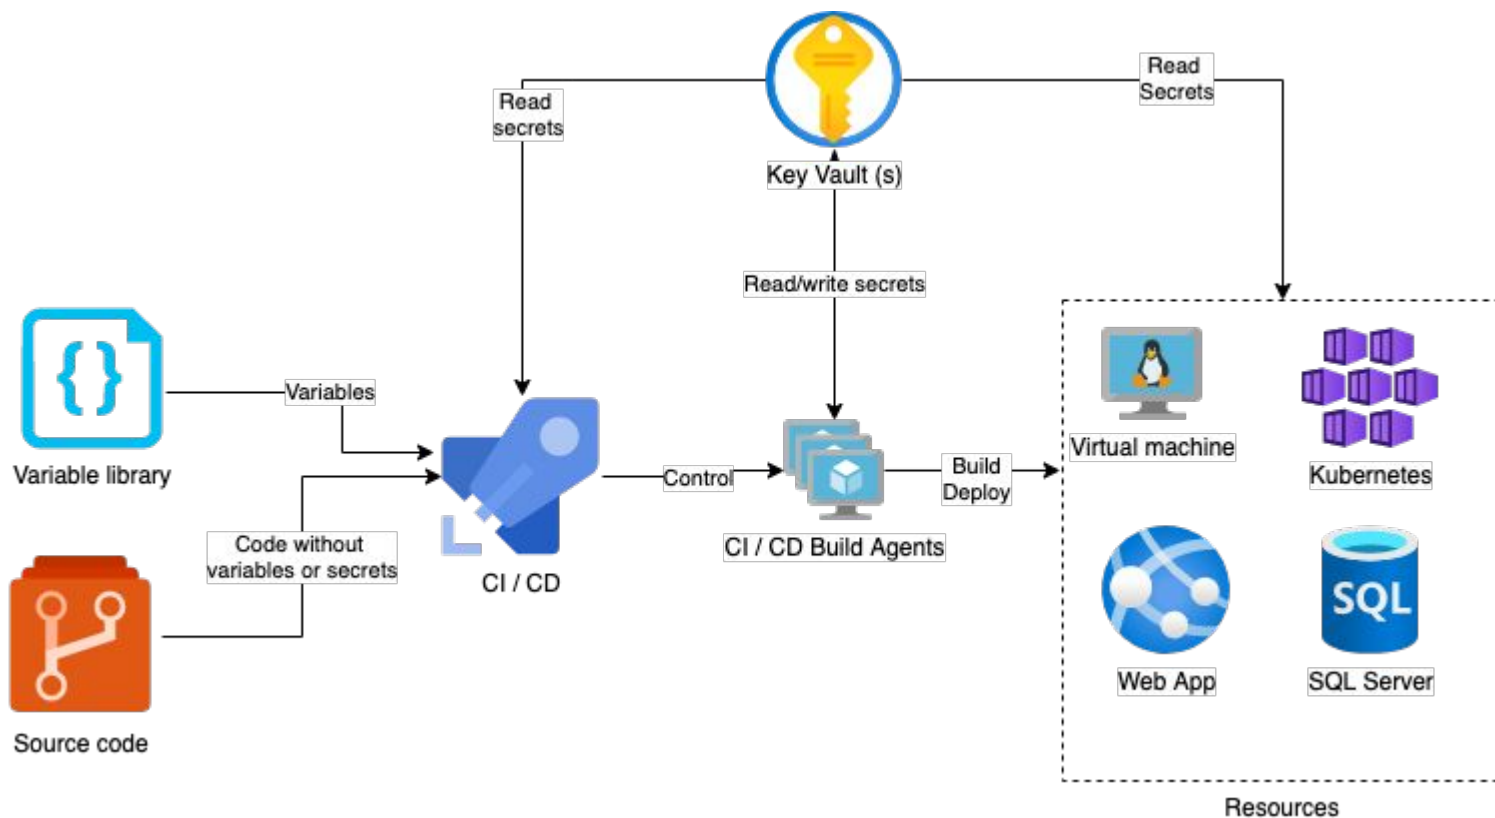 Read
Secrets
Read
secrets
Key Vault (s)
Read/write secrets
Variables
Variable library
Virtual machine
Kubernetes
Control
Build
Deploy
Code without
variables or secrets
CI / CD
CI / CD Build Agents
SQL
Web App
SQL Server
Source code
Resources